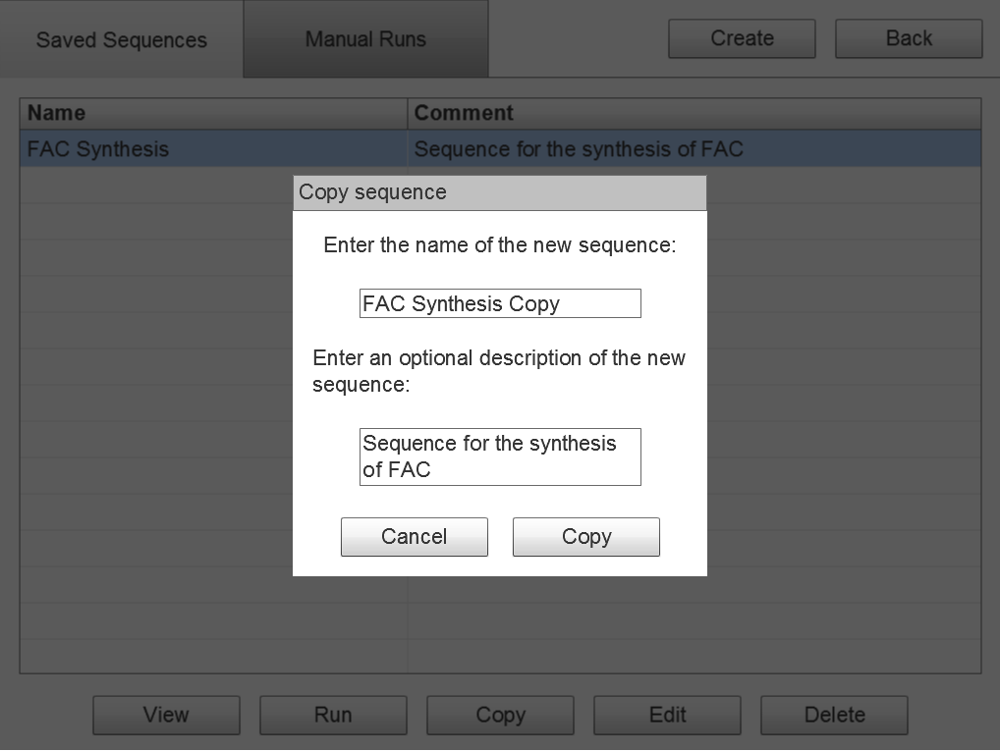 Saved Sequences
Manual Runs
Create
Back
Name
Comment
FAC Synthesis
Sequence for the synthesis of FAC
Copy sequence
Enter the name of the new sequence:
FAC Synthesis Copy
Enter an optional description of the new
sequence:
Sequence for the synthesis
of FAC
Cancel
Copy
View
Run
Copy
Edit
Delete